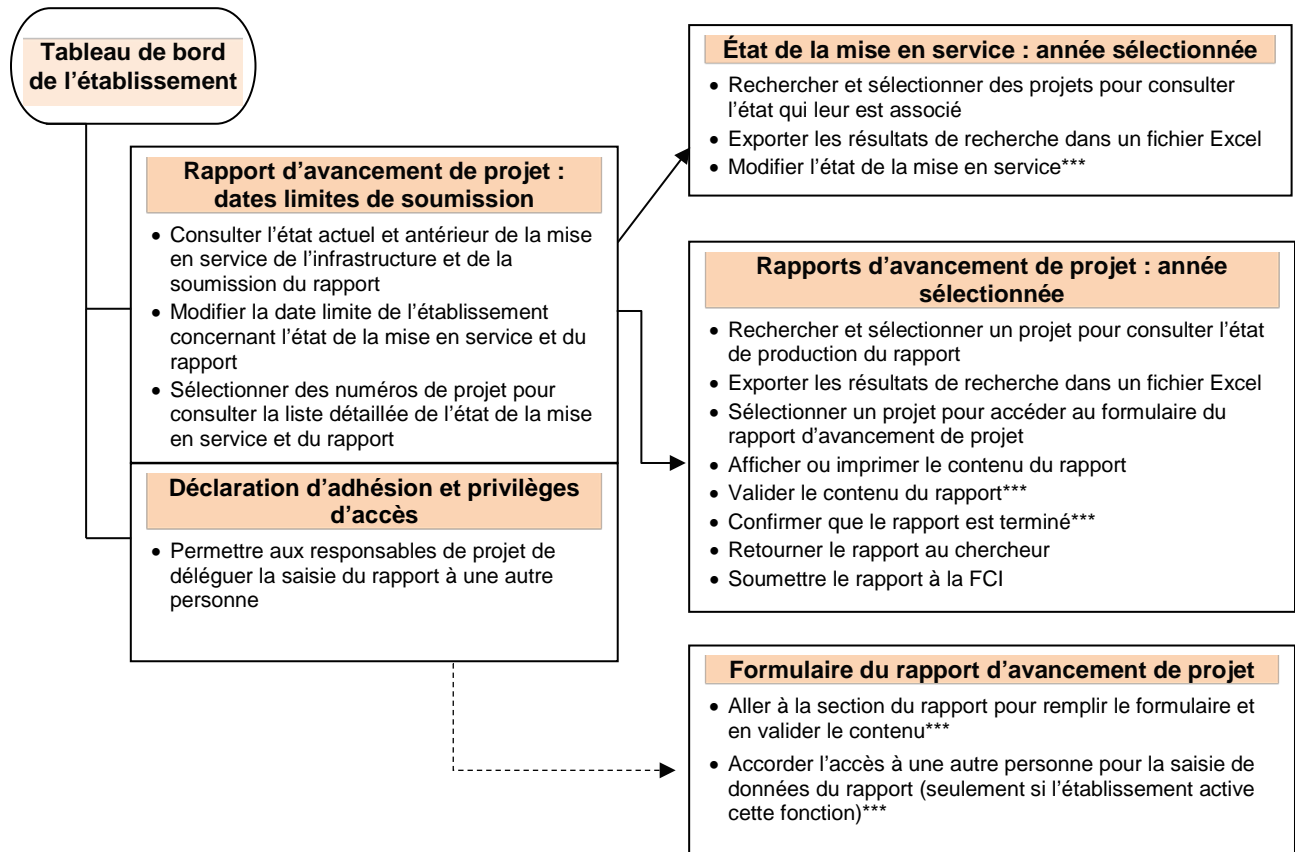 Tableau de bord
de l’établissement
Rapport d’avancement de projet :
dates limites de soumission
• Consulter l’état actuel et antérieur de la mise
en service de l’infrastructure et de la
soumission du rapport
• Modifier la date limite de l’établissement
concernant l’état de la mise en service et du
rapport
• Sélectionner des numéros de projet pour
consulter la liste détaillée de l’état de la mise
en service et du rapport
Déclaration d’adhésion et privilèges
d’accès
• Permettre aux responsables de projet de
déléguer la saisie du rapport à une autre
personne
État de la mise en service : année sélectionnée
• Rechercher et sélectionner des projets pour consulter
l’état qui leur est associé
• Exporter les résultats de recherche dans un fichier Excel
• Modifier l’état de la mise en service***
Rapports d’avancement de projet : année
sélectionnée
• Rechercher et sélectionner un projet pour consulter l’état
de production du rapport
• Exporter les résultats de recherche dans un fichier Excel
• Sélectionner un projet pour accéder au formulaire du
rapport d’avancement de projet
• Afficher ou imprimer le contenu du rapport
• Valider le contenu du rapport***
• Confirmer que le rapport est terminé***
• Retourner le rapport au chercheur
• Soumettre le rapport à la FCI
Formulaire du rapport d’avancement de projet
• Aller à la section du rapport pour remplir le formulaire et
en valider le contenu***
• Accorder l’accès à une autre personne pour la saisie de
données du rapport (seulement si l’établissement active
cette fonction)***